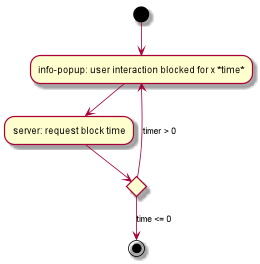 info-popup: user interaction blocked for x *time*
server: request block time
timer > 0
time <= 0